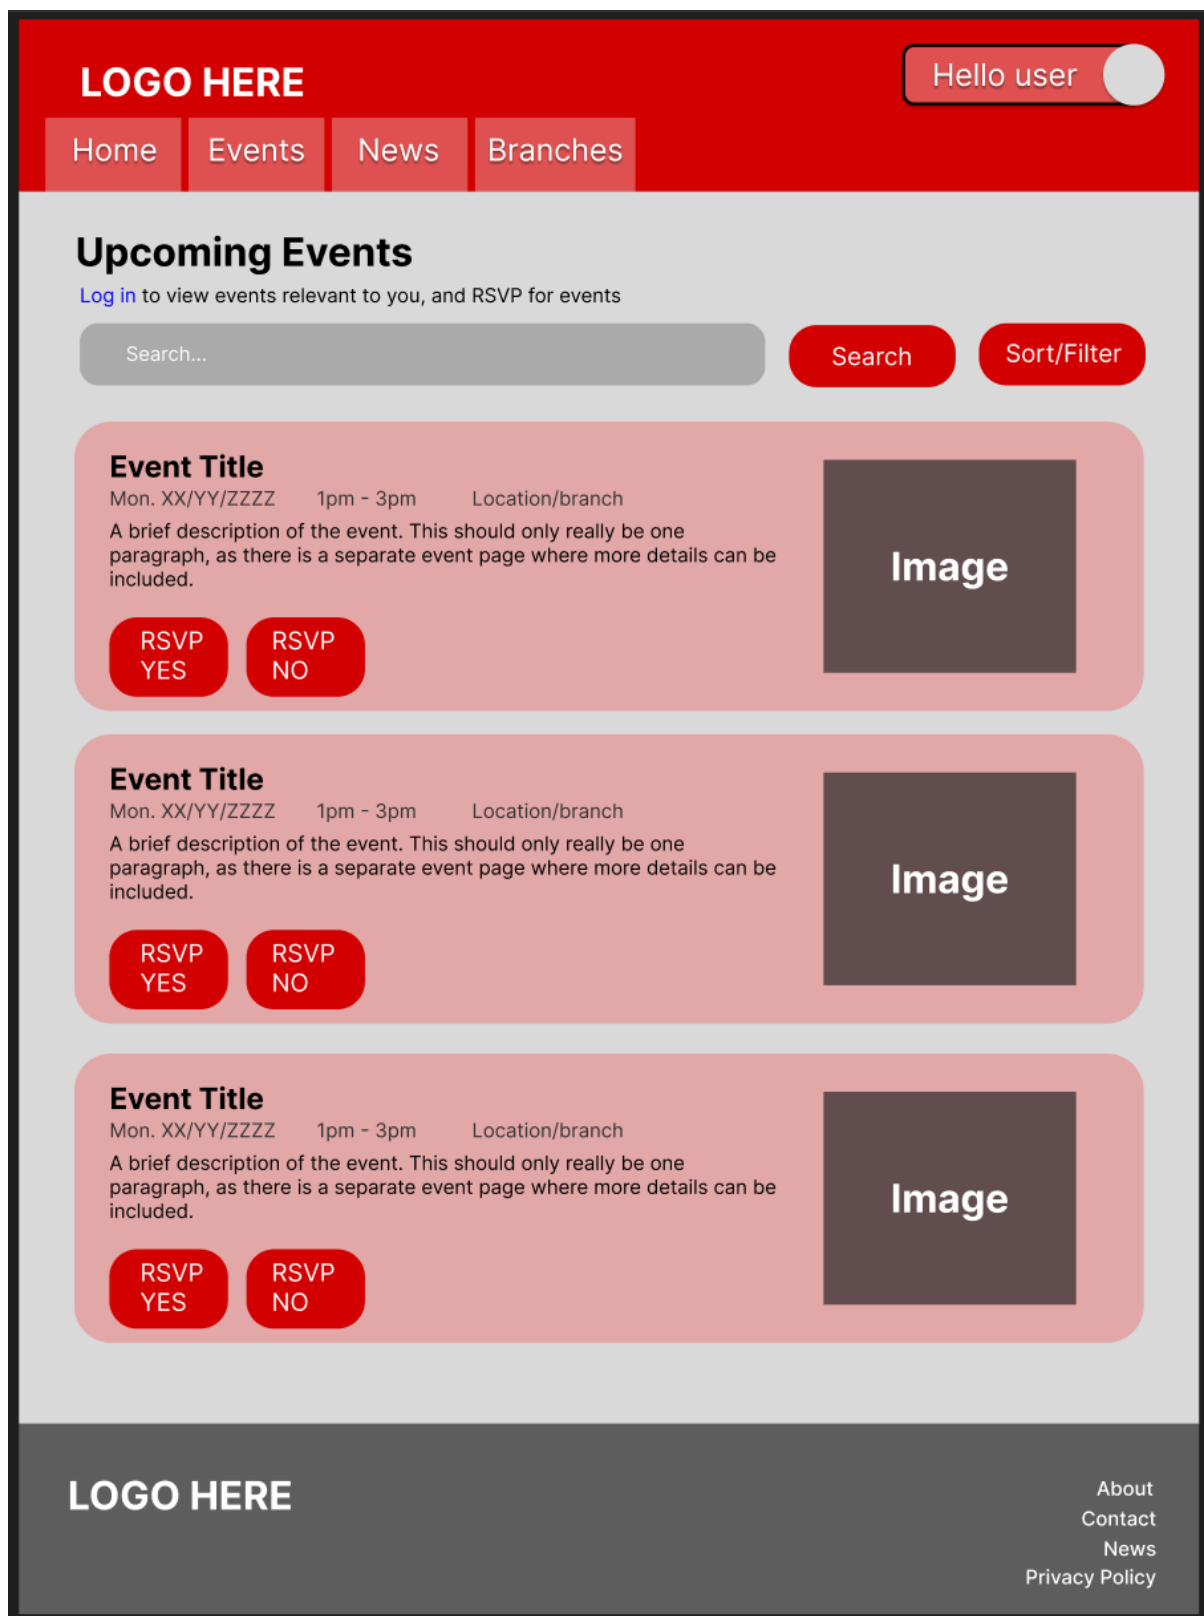 LOGO HERE
Hello user
Home Events News Branches
Upcoming Events
Log in to view events relevant to you, and RSVP for events
Search...
Search
Sort/Filter
Event Title
Mon. XX/YY/ZZZZ 1pm - 3pm Location/branch
A brief description of the event. This should only really be one
paragraph, as there is a separate event page where more details can be
included.
RSVP
YES
RSVP
NO
Image
Event Title
Mon. XX/YY/ZZZZ 1pm - 3pm Location/branch
A brief description of the event. This should only really be one
paragraph, as there is a separate event page where more details can be
included.
RSVP
YES
RSVP
NO
Image
Event Title
Mon. XX/YY/ZZZZ 1pm - 3pm Location/branch
A brief description of the event. This should only really be one
paragraph, as there is a separate event page where more details can be
included.
RSVP
YES
RSVP
NO
Image
LOGO HERE
About
Contact
News
Privacy Policy